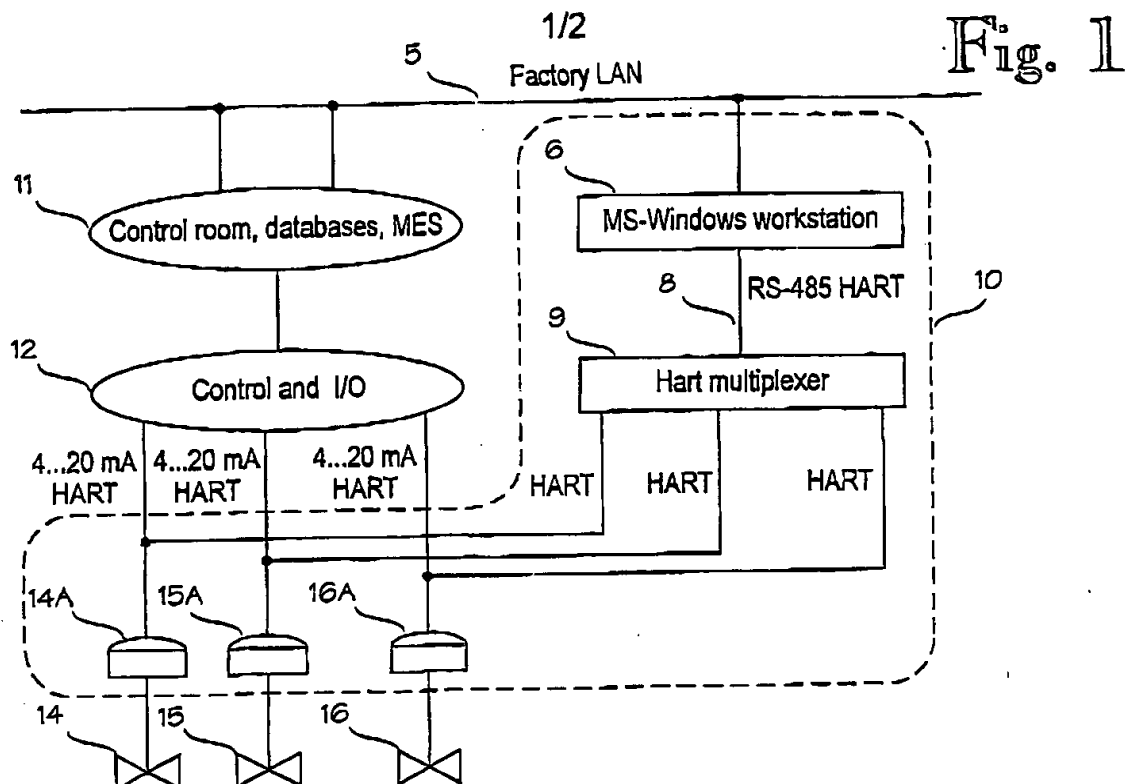 1/2
Fig. 1
5
Factory LAN
6
11
MS-Windows workstation
Control room, databases, MES
8
RS-485 HART
10
9
12
Hart multiplexer
Control and I/O
4...20 mA 4...20 mA 4...20 mA
HART HART HART
HART HART HART
14A
15A
16A
14
15
16